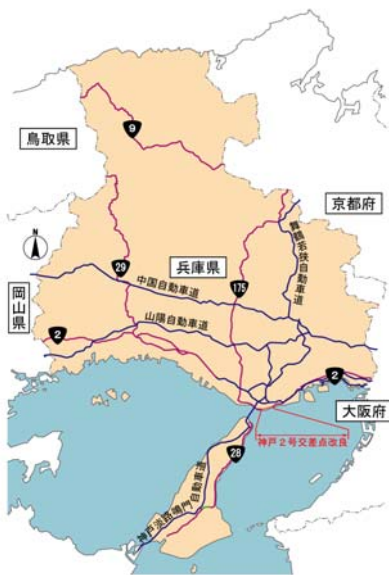 9
鳥取県
京都府
N
舞鶴若狭自動車道
29
兵庫県
175
中国自動車道
岡山県
山陽自動車道
2
2
大阪府
神戸2号交差点改良
28
神戸淡路鳴門自動車道